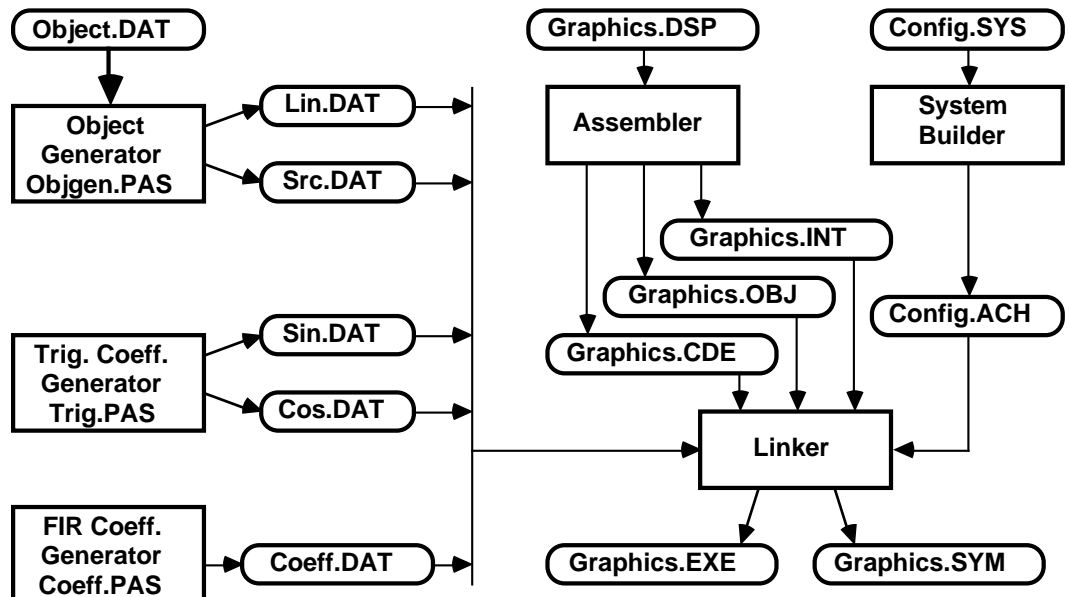 Object.DAT
Graphics.DSP
Config.SYS
Object
Generator
Objgen.PAS
Lin.DAT
Src.DAT
Assembler
System
Builder
Graphics.INT
Graphics.OBJ
Graphics.CDE
Config.ACH
Trig. Coeff.
Generator
Trig.PAS
Sin.DAT
Cos.DAT
Linker
FIR Coeff.
Generator
Coeff.PAS
Coeff.DAT
Graphics.EXE
Graphics.SYM